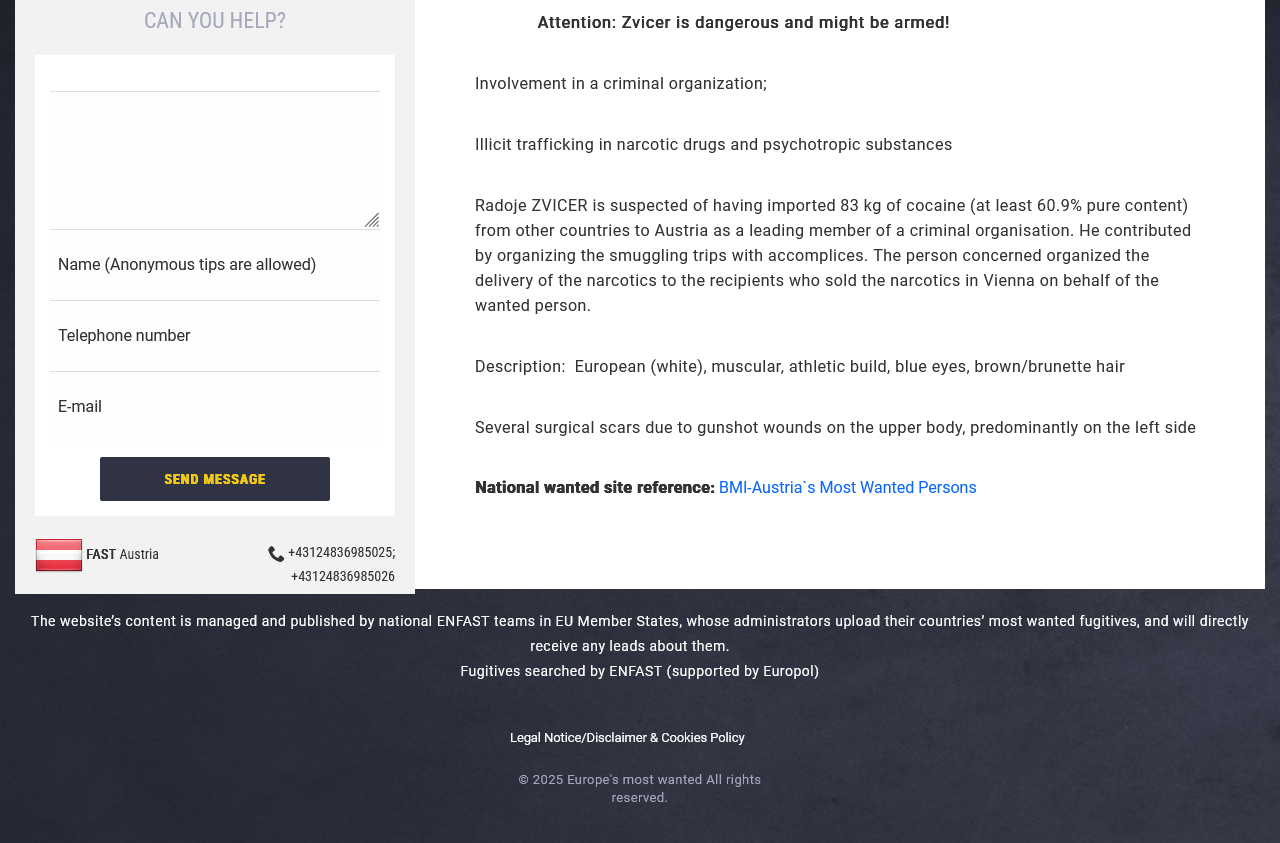 CAN YOU HELP?
Name (Anonymous tips are allowed)
Telephone number
E-mail
SEND MESSAGE
FAST Austria
+43124836985025;
+43124836985026
Attention: Zvicer is dangerous and might be armed!
Involvement in a criminal organization;
Illicit trafficking in narcotic drugs and psychotropic substances
Radoje ZVICER is suspected of having imported 83 kg of cocaine (at least 60.9% pure content)
from other countries to Austria as a leading member of a criminal organisation. He contributed
by organizing the smuggling trips with accomplices. The person concerned organized the
delivery of the narcotics to the recipients who sold the narcotics in Vienna on behalf of the
wanted person.
Description:  European (white), muscular, athletic build, blue eyes, brown/brunette hair
Several surgical scars due to gunshot wounds on the upper body, predominantly on the left side
National wanted site reference: BMI-Austria`s Most Wanted Persons
The website’s content is managed and published by national ENFAST teams in EU Member States, whose administrators upload their countries’ most wanted fugitives, and will directly
receive any leads about them.
Fugitives searched by ENFAST (supported by Europol)
Legal Notice/Disclaimer & Cookies Policy
© 2025 Europe's most wanted All rights
reserved.